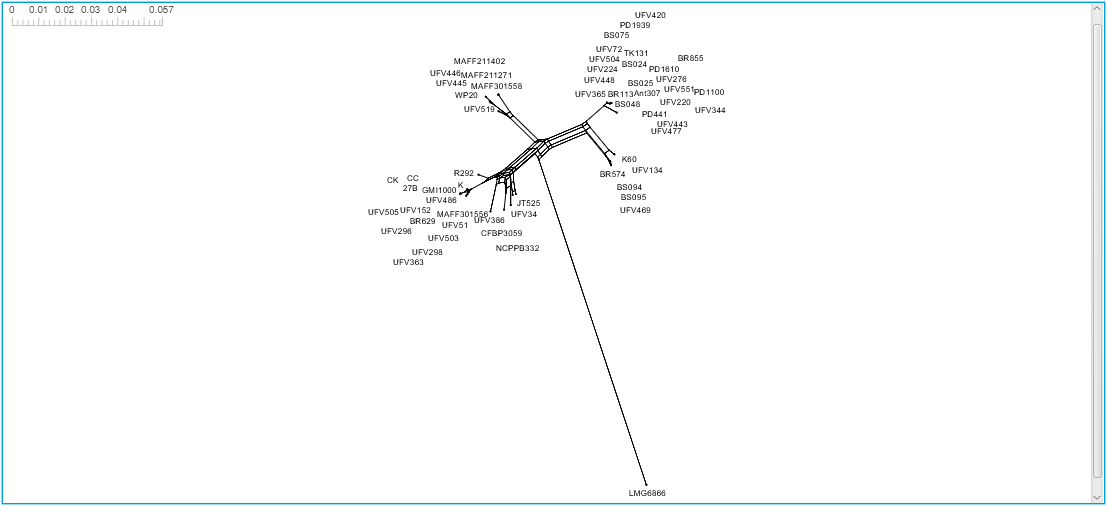 0 0.01 0.02 0.03 0.04 0.057
UFV420
PD1939
BS075
UFV72
TK131
UFV504
BS024
BR855
UFV224
PD1610
UFV448
BS025
UFV276
UFV551
PD1100
UFV365
BR113
Ant307
BS048
UFV220
UFV344
PD441
UFV443
UFV477
MAFF211402
UFV446
MAFF211271
UFV445
MAFF301558
WP20
UFV519
K60
BR574
UFV134
BS094
BS095
UFV469
R292
CK
CC
27B
K
GMI1000
UFV486
UFV505
UFV152
MAFF301556
BR629
UFV51
UFV386
UFV296
UFV503
UFV298
UFV363
JT525
UFV34
CFBP3059
NCPPB332
LMG6866